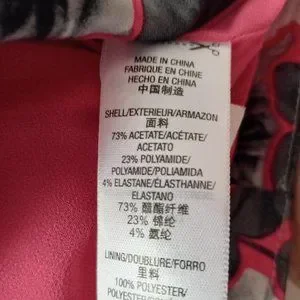 MADE IN CHINA
FABRIQUE EN CHINE
HECHO EN CHINA
中国制造
SHELL/EXTERIEUR/ARMAZON
面料
73% ACETATE/ACÉTATE/
ACETATO
23% POLYAMIDE/
POLYAMIDE/POLIAMIDA
4% ELASTANE/ÉLASTHANNE/
ELASTANO
73% 醋酯纤维
23% 锦纶
4% 氨纶
LINING/DOUBLURE/FORRO
里料
100% POLYESTER/
POLYESTER/